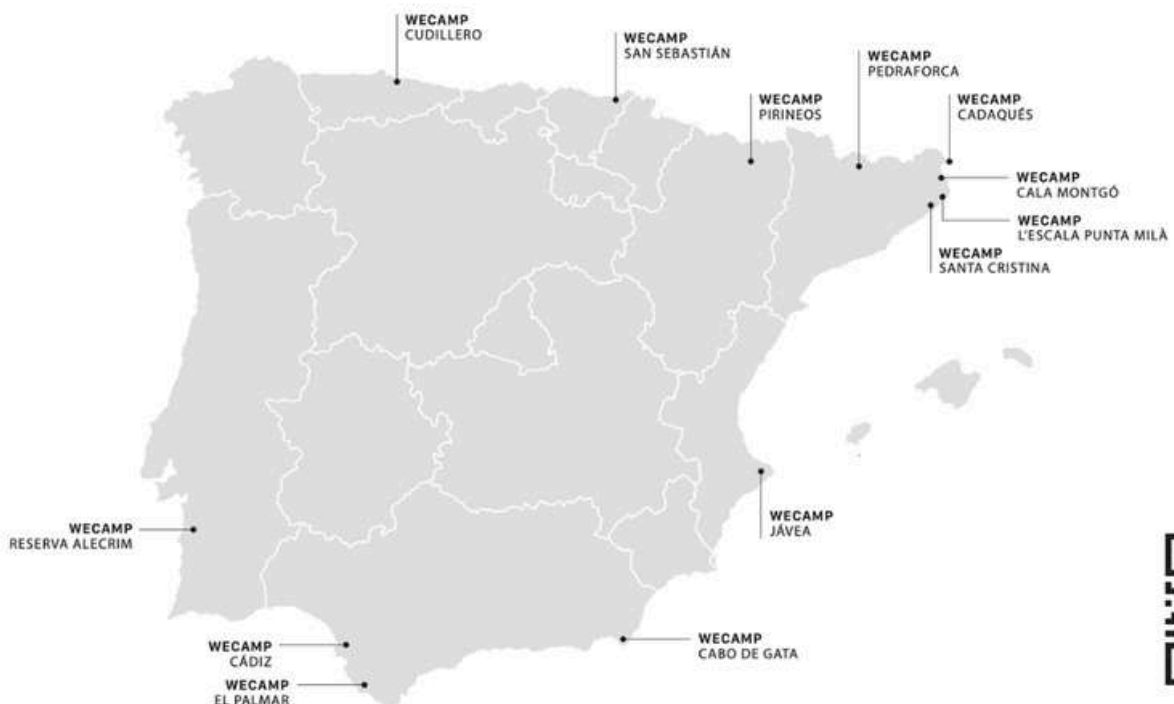 WECAMP
CUDILLERO
WECAMP
SAN SEBASTIÁN
WECAMP
PEDRAFORCA
WECAMP
PIRINEOS
WECAMP
CADAQUÉS
WECAMP
CALA MONTGÓ
WECAMP
L'ESCALA PUNTA MILÀ
WECAMP
SANTA CRISTINA
WECAMP
JÁVEA
WECAMP
RESERVA ALECRIM
WECAMP
CÁDIZ
WECAMP
EL PALMAR
WECAMP
CABO DE GATA